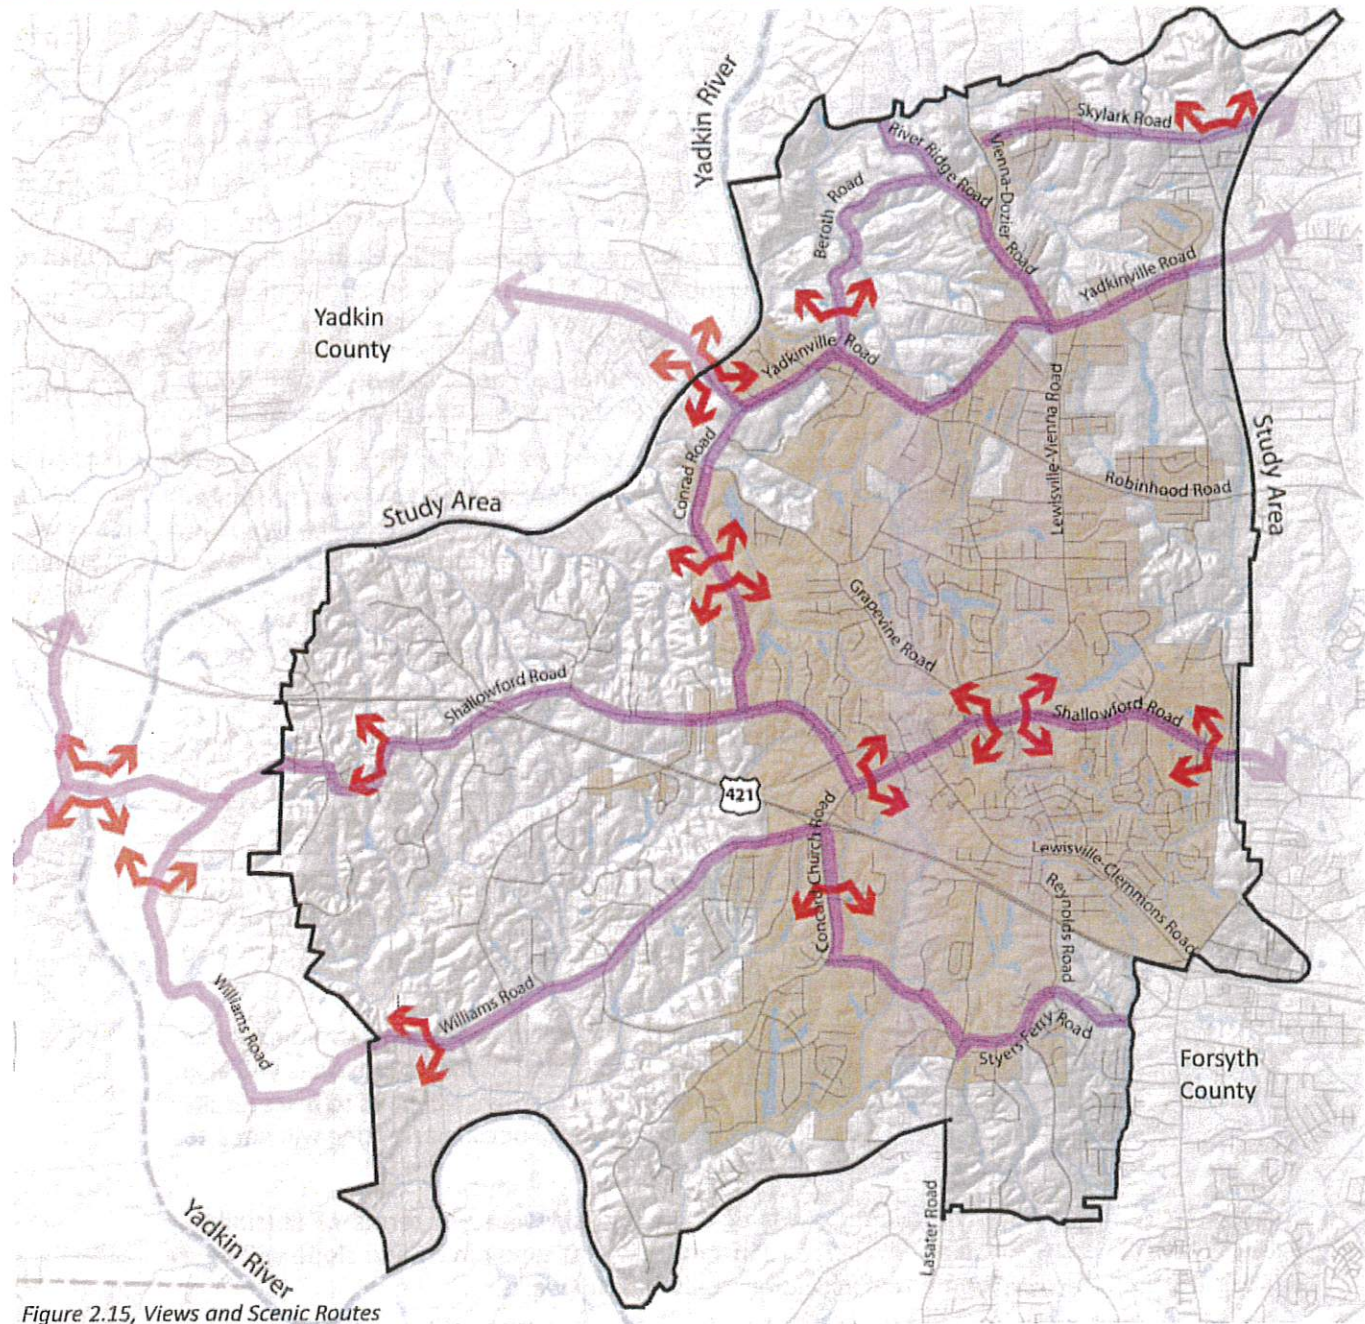 Yadkin River
Skylark Road
River Ridge Road
Vienna-Dozier Road
Beroth Road
Yadkinville Road
Yadkin
County
Yadkinville Road
Lewisville-Vienna Road
Conrad Road
Study Area
Robinhood Road
Study Area
Grapevine Road
Shallowford Road
Shallowford Road
421
Concord Church Road
Lewisville-Clemmons Road
Reynolds Road
Williams Road
Williams Road
Styers Ferry Road
Forsyth
County
Lasater Road
Yadkin River
Figure 2.15, Views and Scenic Routes